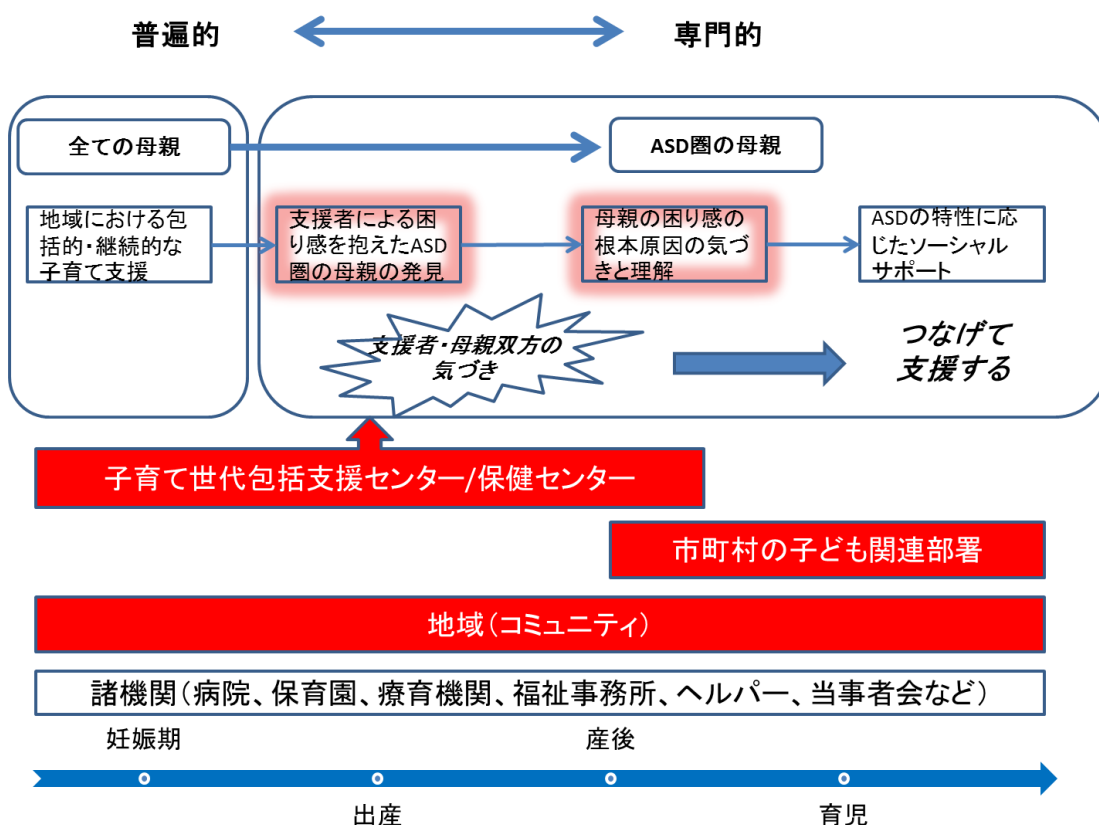 普遍的
専門的
全ての母親
ASD圏の母親
地域における包
括的・継続的な
子育て支援
支援者による困
り感を抱えたASD
圏の母親の発見
母親の困り感の
根本原因の気づ
きと理解
ASDの特性に応
じたソーシャル
サポート
支援者・母親双方の
気づき
つなげて
支援する
子育て世代包括支援センター/保健センター
市町村の子ども関連部署
地域(コミュニティ)
諸機関(病院、保育園、療育機関、福祉事務所、ヘルパー、当事者会など)
妊娠期
産後
出産
育児